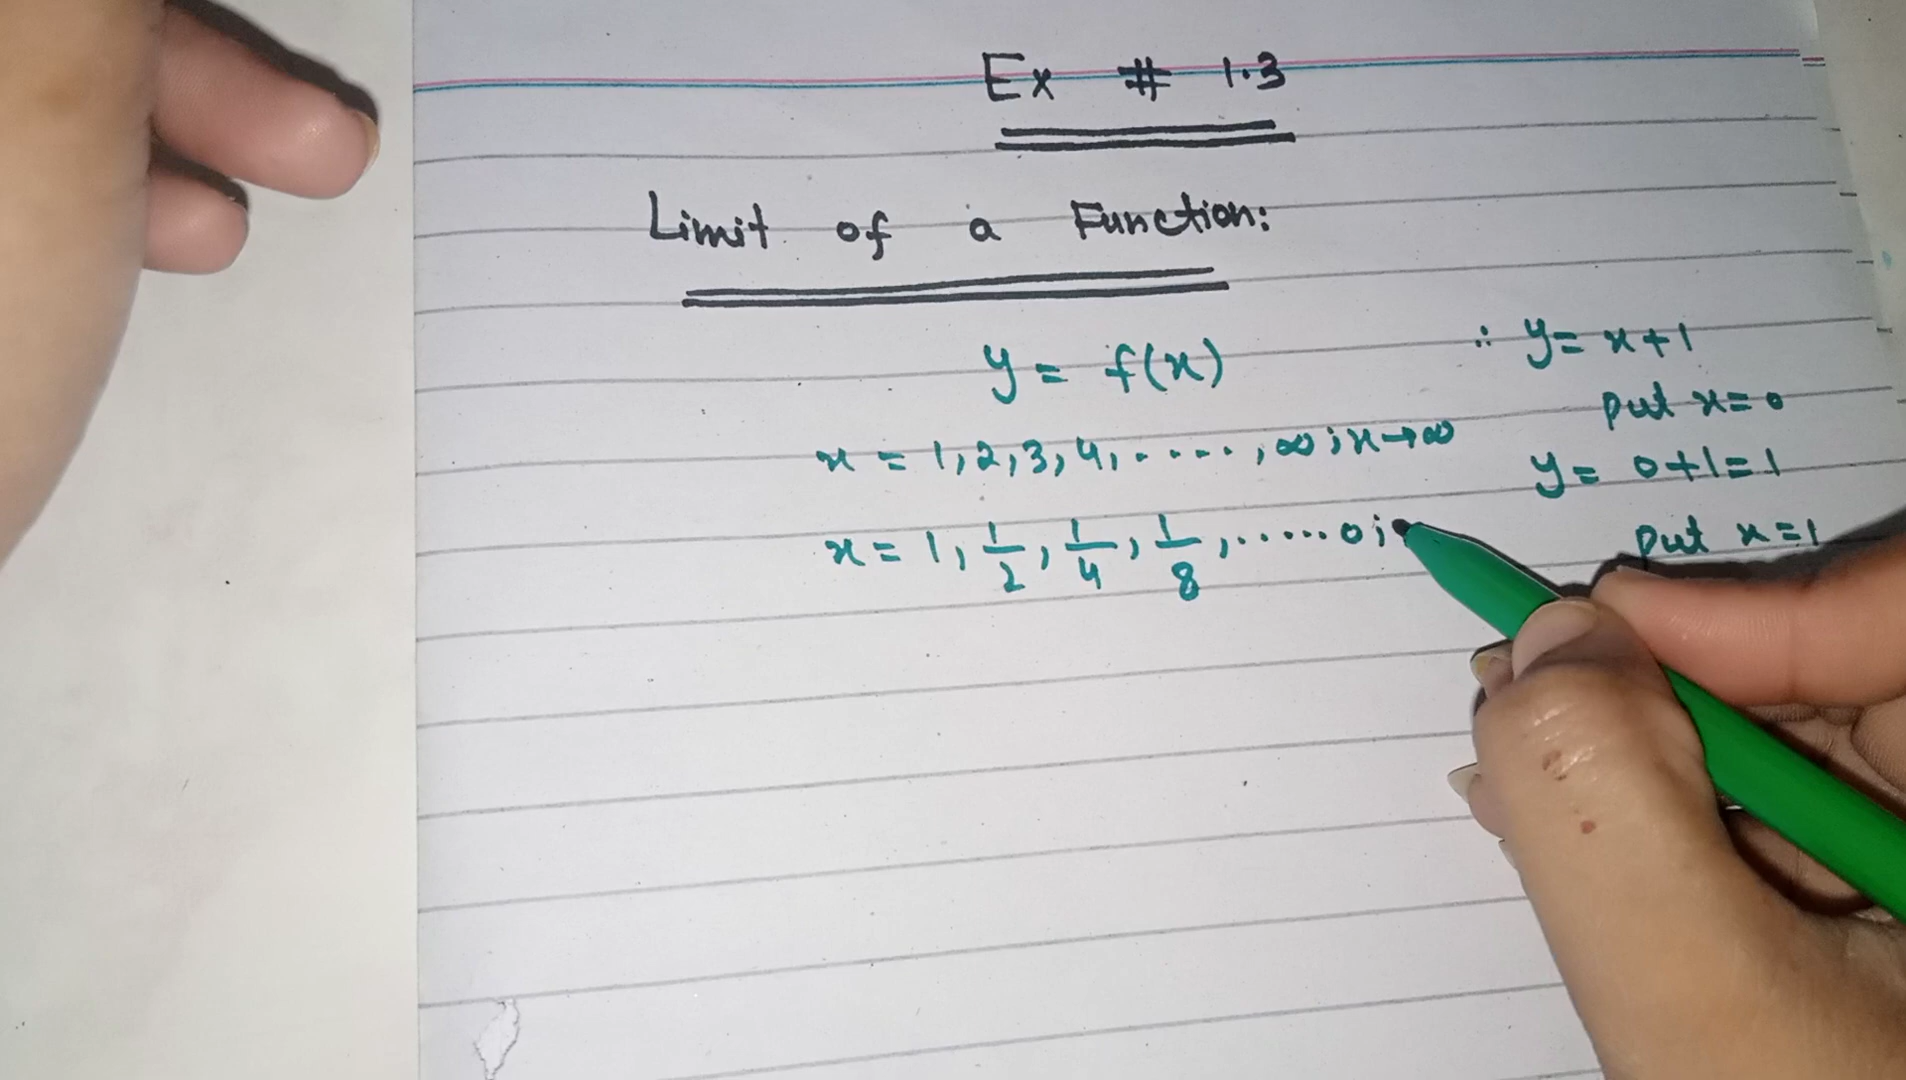 Ex # 1.3
Limit of a Function:
y = f(x)
x = 1, 2, 3, 4, ....., ∞ ; x → ∞
x = 1, 1/2, 1/4, 1/8, ...... 0 ;
∴ y = x + 1
put x = 0
y = 0 + 1 = 1
put x = 1